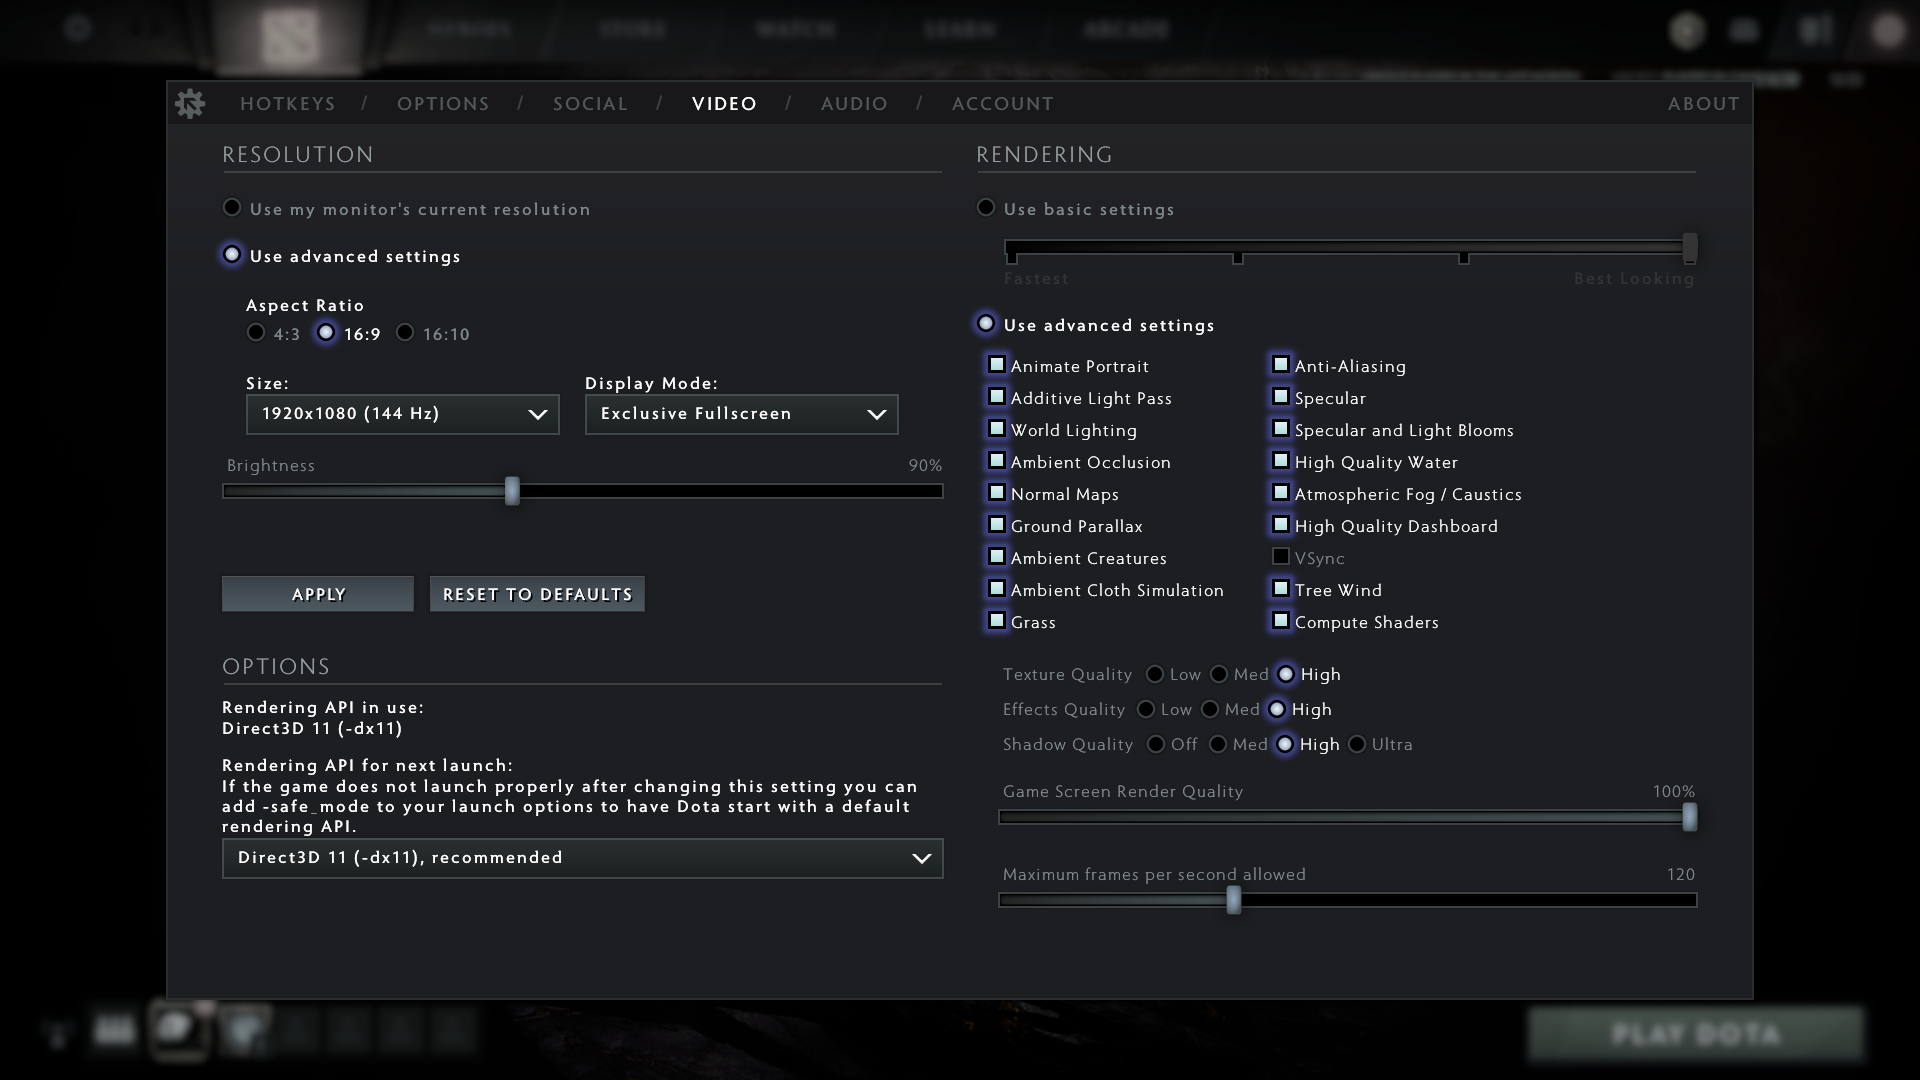 HEROES
STORE
WATCH
LEARN
ARCADE
HOTKEYS / OPTIONS / SOCIAL / VIDEO / AUDIO / ACCOUNT
ABOUT
RESOLUTION
Use my monitor's current resolution
Use advanced settings
Aspect Ratio
4:3 16:9 16:10
Size: Display Mode:
1920x1080 (144 Hz) Exclusive Fullscreen
Brightness 90%
APPLY RESET TO DEFAULTS
OPTIONS
Rendering API in use:
Direct3D 11 (-dx11)
Rendering API for next launch:
If the game does not launch properly after changing this setting you can
add -safe_mode to your launch options to have Dota start with a default
rendering API.
Direct3D 11 (-dx11), recommended
RENDERING
Use basic settings
Fastest Best Looking
Use advanced settings
Animate Portrait Anti-Aliasing
Additive Light Pass Specular
World Lighting Specular and Light Blooms
Ambient Occlusion High Quality Water
Normal Maps Atmospheric Fog / Caustics
Ground Parallax High Quality Dashboard
Ambient Creatures VSync
Ambient Cloth Simulation Tree Wind
Grass Compute Shaders
Texture Quality Low Med High
Effects Quality Low Med High
Shadow Quality Off Med High Ultra
Game Screen Render Quality 100%
Maximum frames per second allowed 120
PLAY DOTA